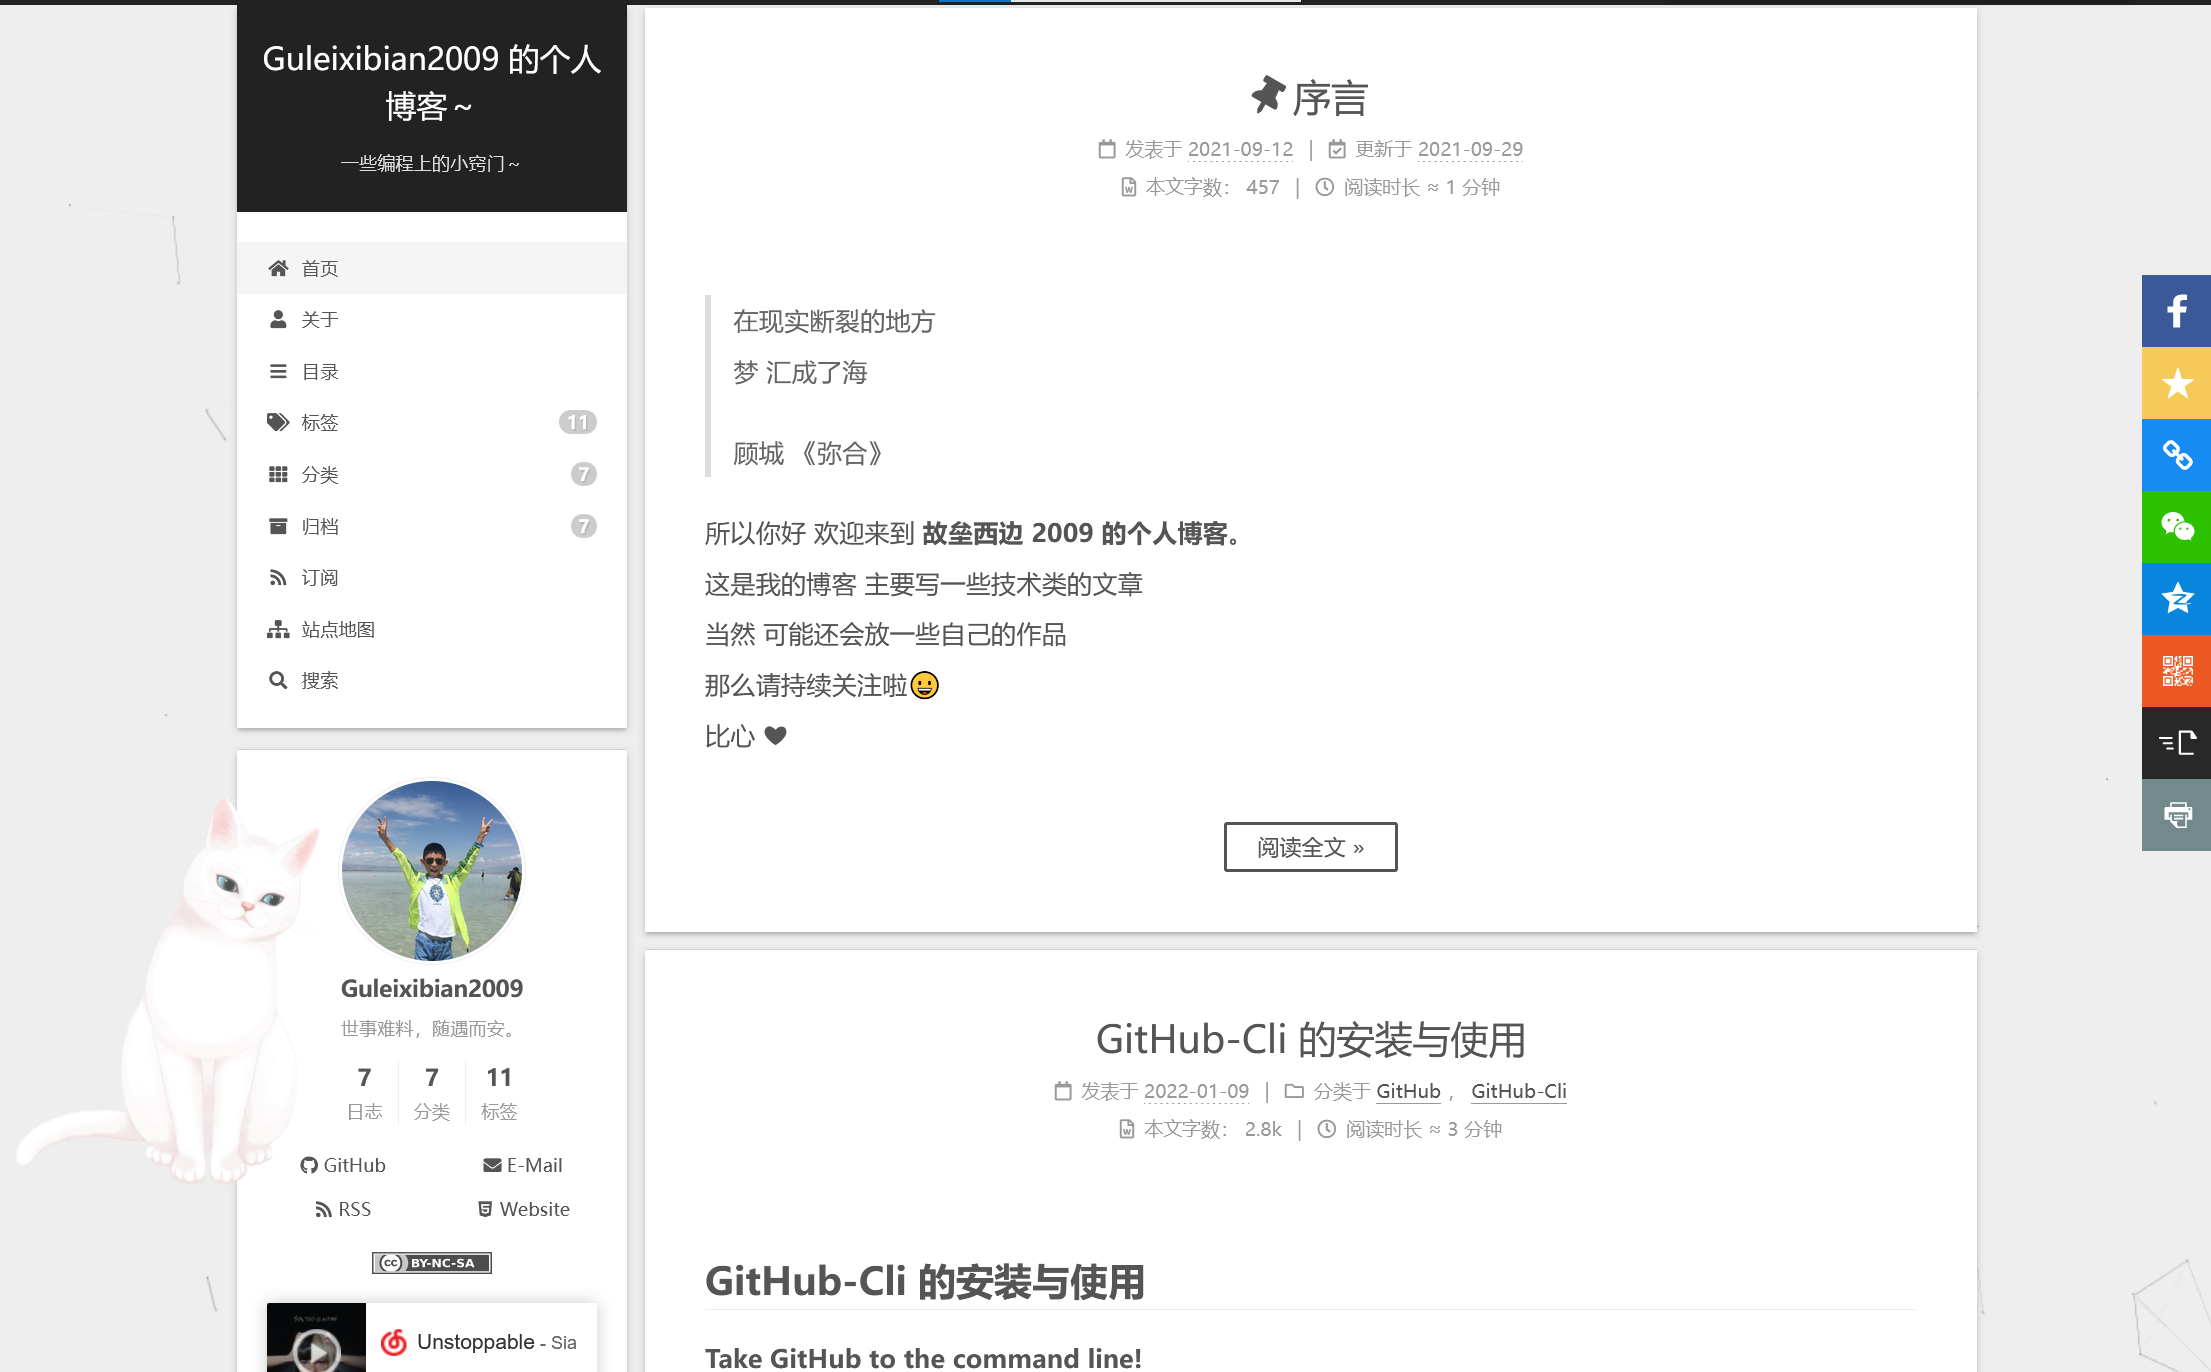 Guleixibian2009 的个人
博客～
一些编程上的小窍门～
首页
关于
目录
标签 11
分类 7
归档 7
订阅
站点地图
搜索
Guleixibian2009
世事难料，随遇而安。
7 7 11
日志 分类 标签
GitHub E-Mail
RSS Website
cc BY-NC-SA
Unstoppable - Sia
序言
发表于 2021-09-12 | 更新于 2021-09-29
本文字数： 457 | 阅读时长 ≈ 1 分钟
在现实断裂的地方
梦 汇成了海
顾城 《弥合》
所以你好 欢迎来到 故垒西边 2009 的个人博客。
这是我的博客 主要写一些技术类的文章
当然 可能还会放一些自己的作品
那么请持续关注啦😀
比心 ♥
阅读全文 »
GitHub-Cli 的安装与使用
发表于 2022-01-09 | 分类于 GitHub ， GitHub-Cli
本文字数： 2.8k | 阅读时长 ≈ 3 分钟
GitHub-Cli 的安装与使用
Take GitHub to the command line!